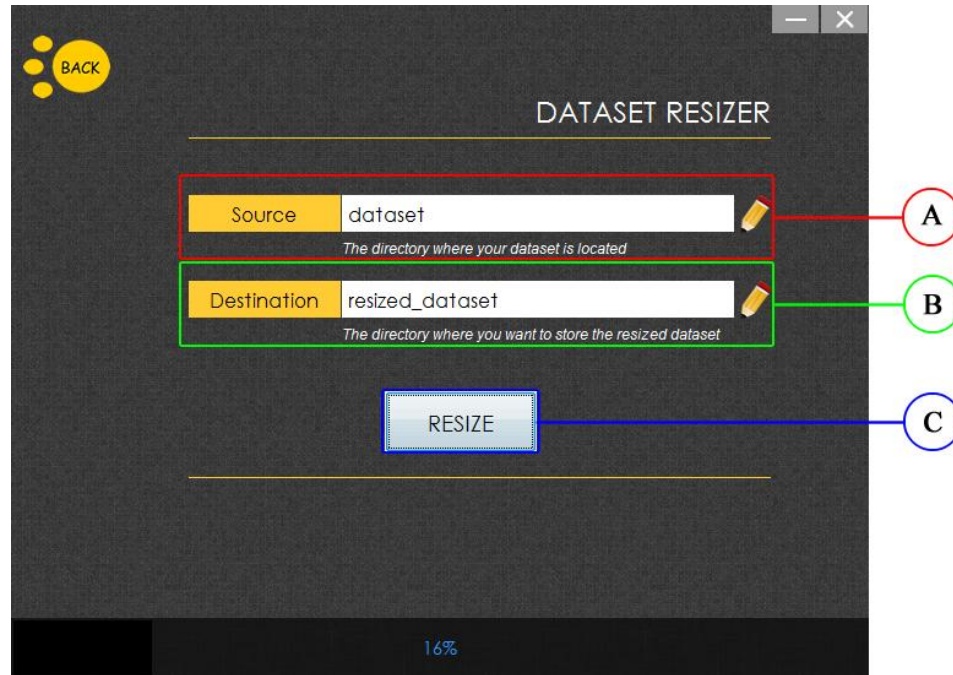 BACK
DATASET RESIZER
Source dataset
The directory where your dataset is located
A
Destination resized_dataset
The directory where you want to store the resized dataset
B
RESIZE
C
16%